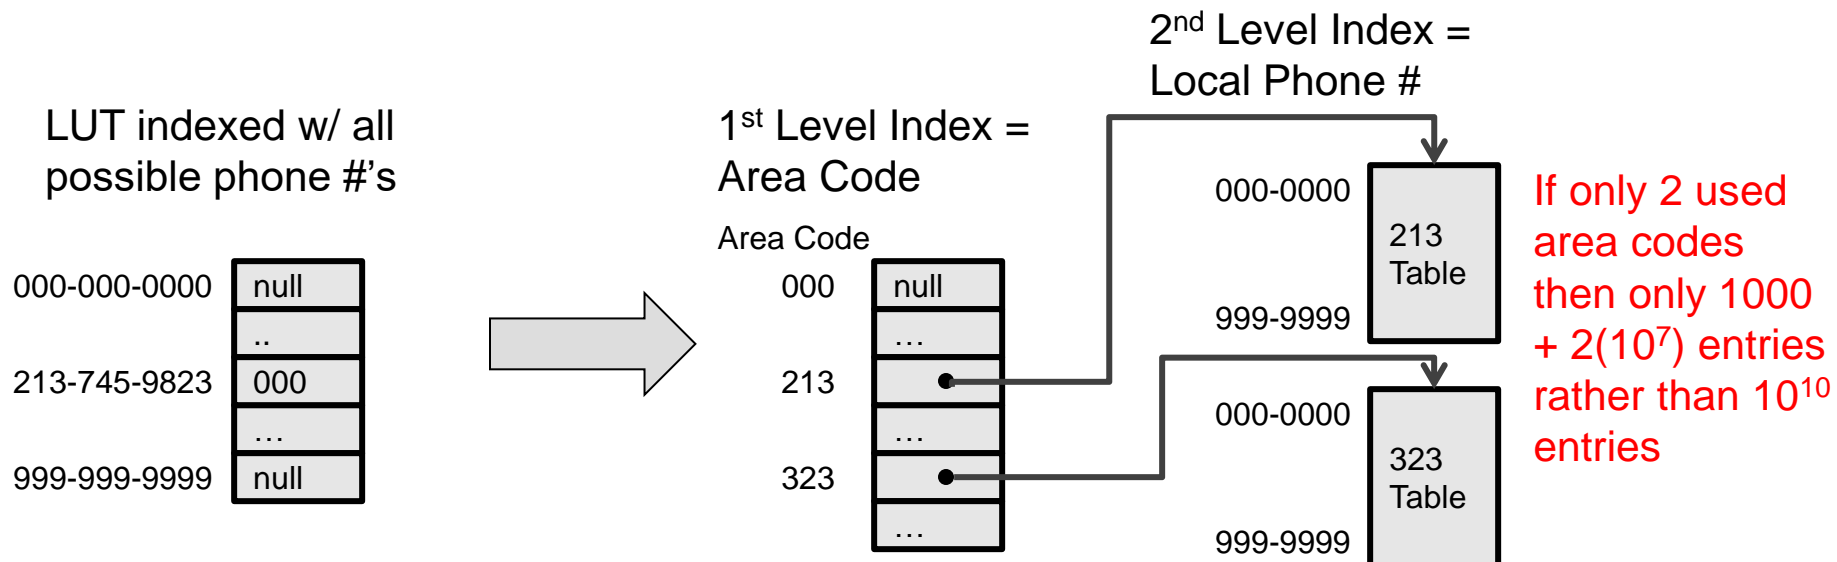 LUT indexed w/ all
possible phone #’s
000-000-0000 null
..
213-745-9823 000
…
999-999-9999 null
1st Level Index =
Area Code
Area Code
000 null
…
213
…
323
…
2nd Level Index =
Local Phone #
000-0000
213
Table
999-9999
000-0000
323
Table
999-9999
If only 2 used
area codes
then only 1000
+ 2(10⁷) entries
rather than 10¹⁰
entries